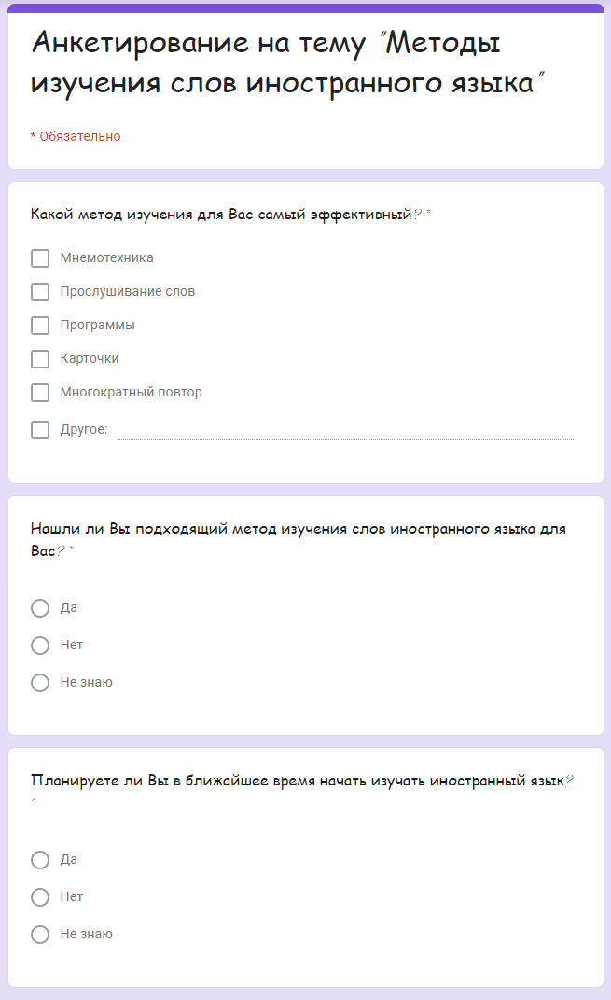 Анкетирование на тему "Методы
изучения слов иностранного языка"
* Обязательно
Какой метод изучения для Вас самый эффективный? *
Мнемотехника
Прослушивание слов
Программы
Карточки
Многократный повтор
Другое:
Нашли ли Вы подходящий метод изучения слов иностранного языка для
Вас? *
Да
Нет
Не знаю
Планируете ли Вы в ближайшее время начать изучать иностранный язык?
*
Да
Нет
Не знаю